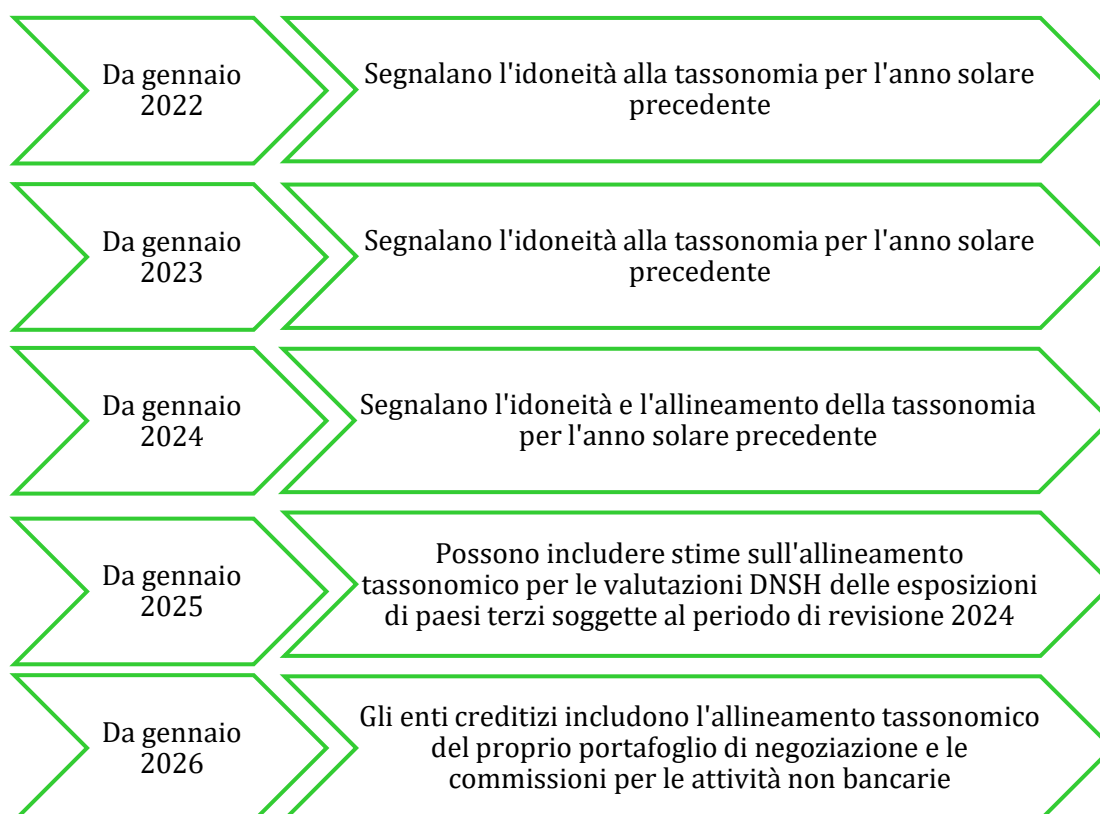 Da gennaio
2022
Segnalano l'idoneità alla tassonomia per l'anno solare
precedente
Da gennaio
2023
Segnalano l'idoneità alla tassonomia per l'anno solare
precedente
Da gennaio
2024
Segnalano l'idoneità e l'allineamento della tassonomia
per l'anno solare precedente
Da gennaio
2025
Possono includere stime sull'allineamento
tassonomico per le valutazioni DNSH delle esposizioni
di paesi terzi soggette al periodo di revisione 2024
Da gennaio
2026
Gli enti creditizi includono l'allineamento tassonomico
del proprio portafoglio di negoziazione e le
commissioni per le attività non bancarie